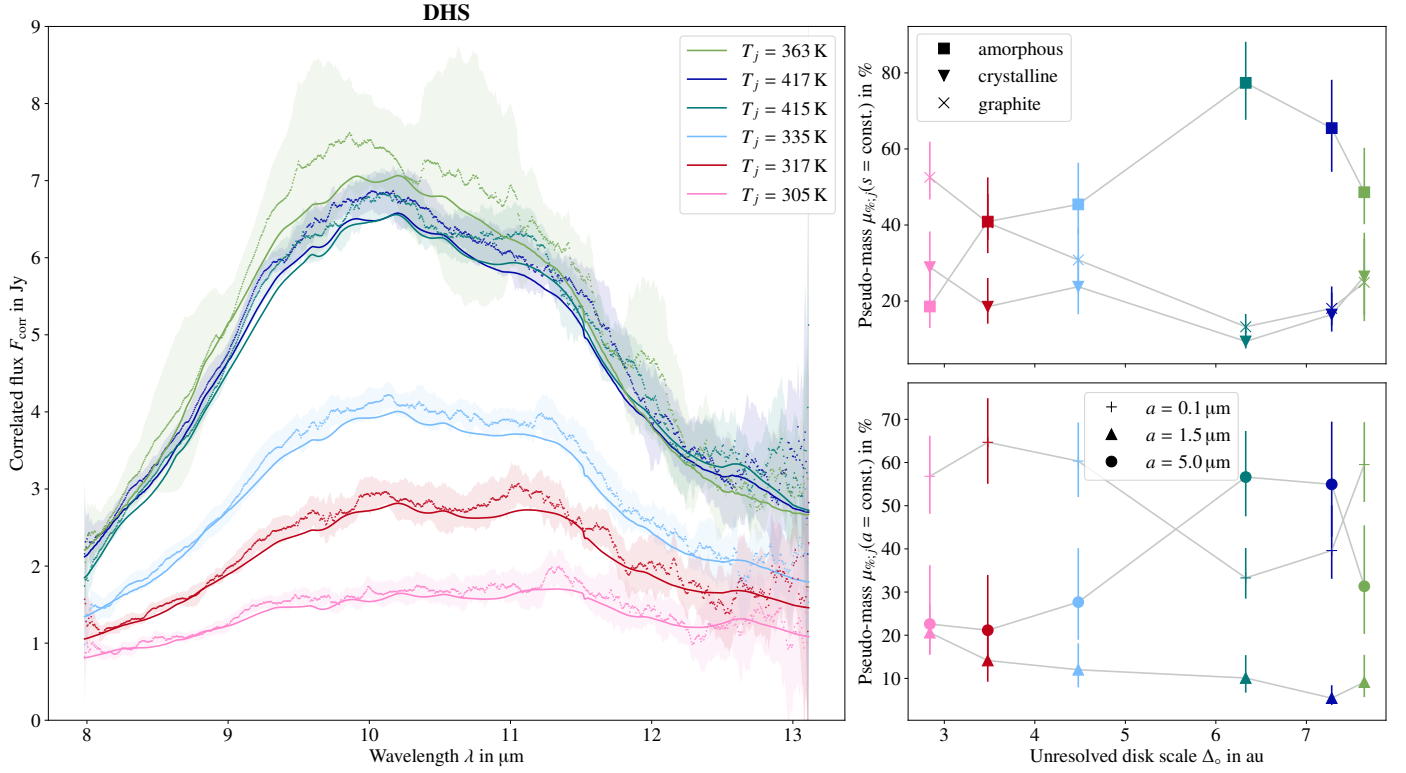 DHS
9
8
7
6
5
4
3
2
1
0
Correlated flux F_corr in Jy
T_j = 363 K
T_j = 417 K
T_j = 415 K
T_j = 335 K
T_j = 317 K
T_j = 305 K
8 9 10 11 12 13
Wavelength λ in µm
80
60
40
20
Pseudo-mass µ_%;j(s = const.) in %
amorphous
crystalline
graphite
70
60
50
40
30
20
10
Pseudo-mass µ_%;j(a = const.) in %
a = 0.1 µm
a = 1.5 µm
a = 5.0 µm
3 4 5 6 7
Unresolved disk scale Δ_○ in au